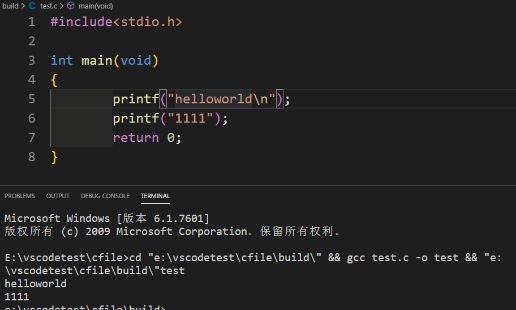 build > C test.c > main(void)
1 #include<stdio.h>
2
3 int main(void)
4 {
5 printf("helloworld\n");
6 printf("1111");
7 return 0;
8 }
PROBLEMS OUTPUT DEBUG CONSOLE TERMINAL
Microsoft Windows [版本 6.1.7601]
版权所有 (c) 2009 Microsoft Corporation。保留所有权利。
E:\vscodetest\cfile>cd "e:\vscodetest\cfile\build\" && gcc test.c -o test && "e:
\vscodetest\cfile\build\"test
helloworld
1111
e:\vscodetest\cfile\build>